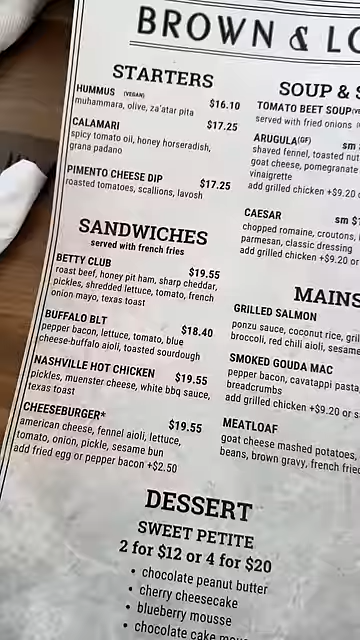 BROWN & LO
STARTERS
HUMMUS (VEGAN) $16.10
muhammara, olive, za'atar pita
CALAMARI $17.25
spicy tomato oil, honey horseradish,
grana padano
PIMENTO CHEESE DIP $17.25
roasted tomatoes, scallions, lavosh
SANDWICHES
served with french fries
BETTY CLUB $19.55
roast beef, honey pit ham, sharp cheddar,
pickles, shredded lettuce, tomato, french
onion mayo, texas toast
BUFFALO BLT $18.40
pepper bacon, lettuce, tomato, blue
cheese-buffalo aioli, toasted sourdough
NASHVILLE HOT CHICKEN $19.55
pickles, muenster cheese, white bbq sauce,
texas toast
CHEESEBURGER* $19.55
american cheese, fennel aioli, lettuce,
tomato, onion, pickle, sesame bun
add fried egg or pepper bacon +$2.50
SOUP & S
TOMATO BEET SOUP
served with fried onions
ARUGULA(GF) sm
shaved fennel, toasted nut
goat cheese, pomegranate
vinaigrette
add grilled chicken +$9.20 o
CAESAR sm $
chopped romaine, croutons,
parmesan, classic dressing
add grilled chicken +$9.20 or
MAINS
GRILLED SALMON
ponzu sauce, coconut rice, gril
broccoli, red chili aioli, sesame
SMOKED GOUDA MAC
pepper bacon, cavatappi pasta,
breadcrumbs
add grilled chicken +$9.20 or s
MEATLOAF
goat cheese mashed potatoes,
beans, brown gravy, french fried
DESSERT
SWEET PETITE
2 for $12 or 4 for $20
• chocolate peanut butter
• cherry cheesecake
• blueberry mousse
• chocolate cake